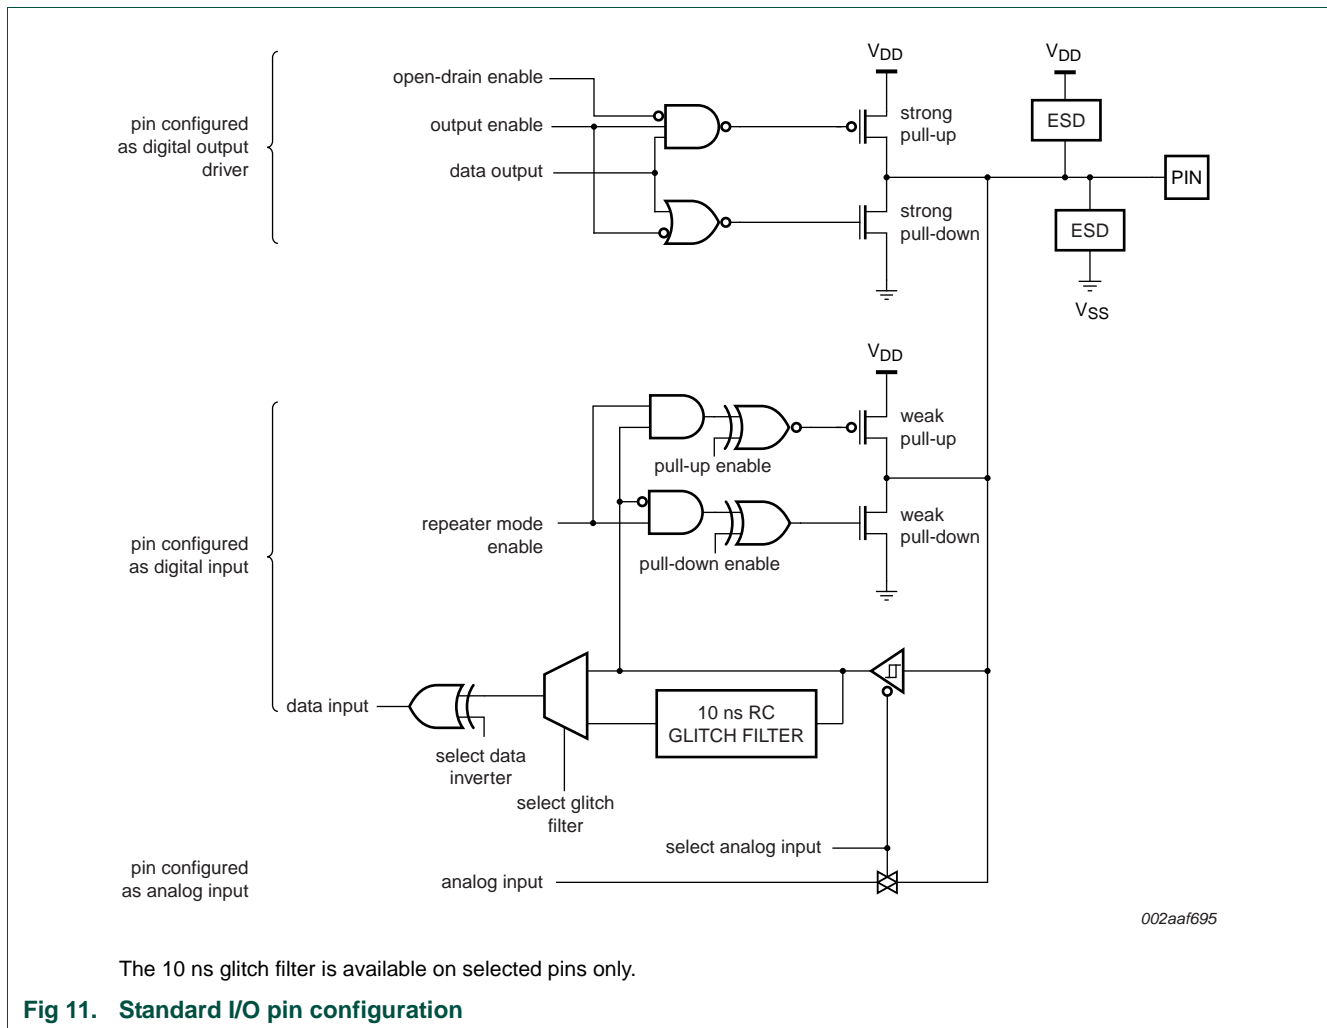 open-drain enable
output enable
data output
pin configured
as digital output
driver
VDD
strong
pull-up
strong
pull-down
VDD
ESD
PIN
ESD
VSS
VDD
weak
pull-up
weak
pull-down
pull-up enable
repeater mode
enable
pull-down enable
pin configured
as digital input
data input
select data
inverter
select glitch
filter
10 ns RC
GLITCH FILTER
select analog input
analog input
pin configured
as analog input
002aaf695
The 10 ns glitch filter is available on selected pins only.
Fig 11. Standard I/O pin configuration